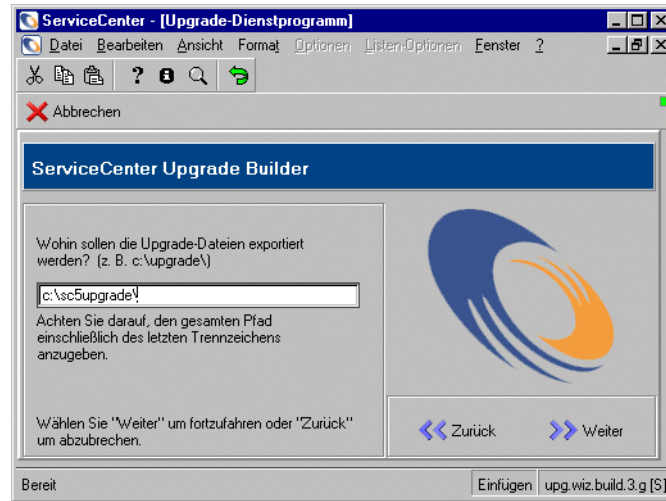 ServiceCenter - [Upgrade-Dienstprogramm]
Datei Bearbeiten Ansicht Format Optionen Listen-Optionen Fenster ?
Abbrechen
ServiceCenter Upgrade Builder
Wohin sollen die Upgrade-Dateien exportiert
werden? (z. B. c:\upgrade\)
c:\sc5upgrade\
Achten Sie darauf, den gesamten Pfad
einschließlich des letzten Trennzeichens
anzugeben.
Wählen Sie "Weiter" um fortzufahren oder "Zurück"
um abzubrechen.
Zurück Weiter
Bereit Einfügen upg.wiz.build.3.g [S]